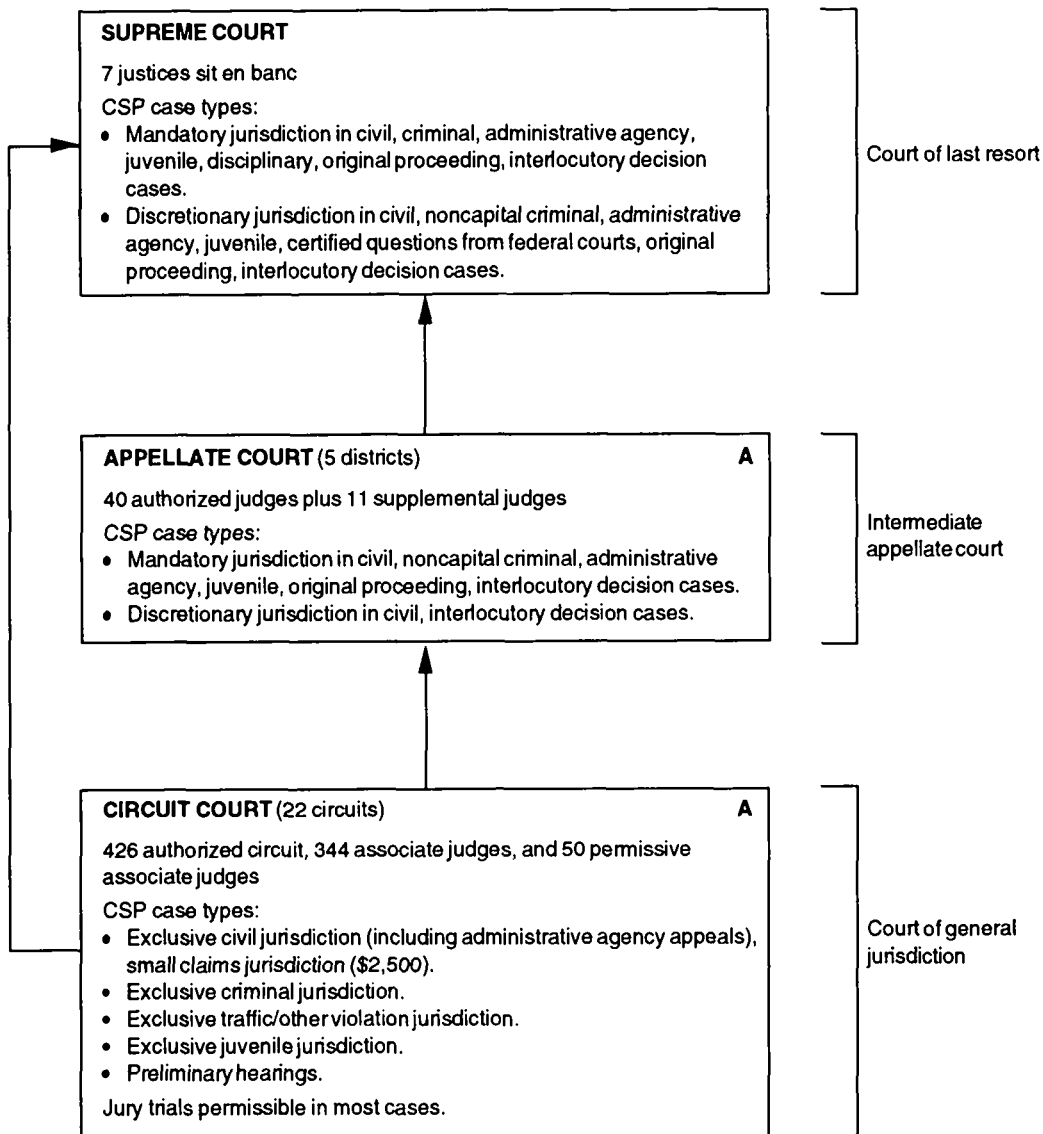 SUPREME COURT
7 justices sit en banc
CSP case types:
• Mandatory jurisdiction in civil, criminal, administrative agency,
juvenile, disciplinary, original proceeding, interlocutory decision
cases.
• Discretionary jurisdiction in civil, noncapital criminal, administrative
agency, juvenile, certified questions from federal courts, original
proceeding, interlocutory decision cases.
Court of last resort
APPELLATE COURT (5 districts) A
40 authorized judges plus 11 supplemental judges
CSP case types:
• Mandatory jurisdiction in civil, noncapital criminal, administrative
agency, juvenile, original proceeding, interlocutory decision cases.
• Discretionary jurisdiction in civil, interlocutory decision cases.
Intermediate
appellate court
CIRCUIT COURT (22 circuits) A
426 authorized circuit, 344 associate judges, and 50 permissive
associate judges
CSP case types:
• Exclusive civil jurisdiction (including administrative agency appeals),
small claims jurisdiction ($2,500).
• Exclusive criminal jurisdiction.
• Exclusive traffic/other violation jurisdiction.
• Exclusive juvenile jurisdiction.
• Preliminary hearings.
Jury trials permissible in most cases.
Court of general
jurisdiction